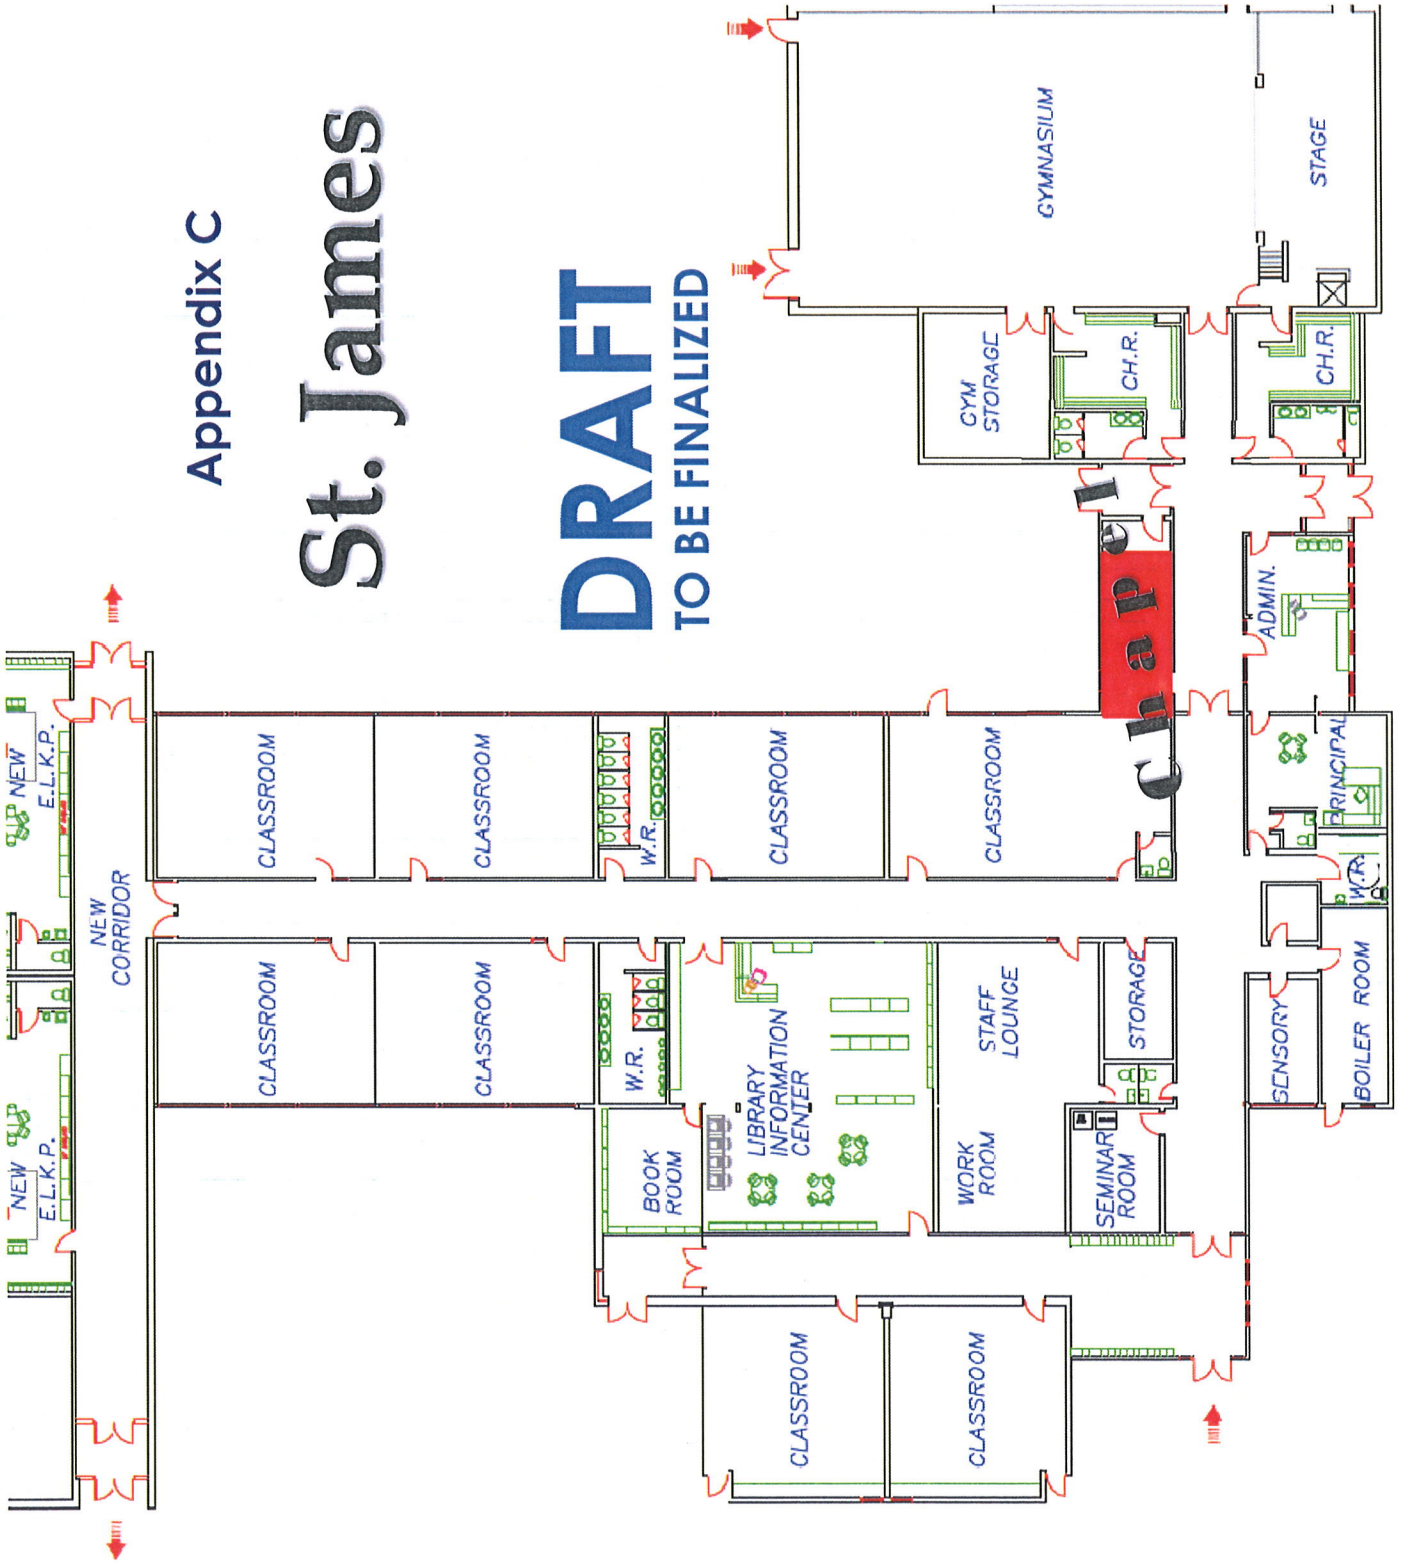 Appendix C
St. James
DRAFT
TO BE FINALIZED
NEW
E.L.K.P.
NEW
E.L.K.P.
NEW
CORRIDOR
CLASSROOM
CLASSROOM
W.R.
CLASSROOM
CLASSROOM
CLASSROOM
CLASSROOM
W.R.
BOOK
ROOM
LIBRARY
INFORMATION
CENTER
STAFF
LOUNGE
WORK
ROOM
STORAGE
SEMINAR
ROOM
CLASSROOM
CLASSROOM
SENSORY
BOILER ROOM
W.R.
PRINCIPAL
ADMIN.
Chapel
GYM
STORAGE
CH.R.
CH.R.
GYMNASIUM
STAGE